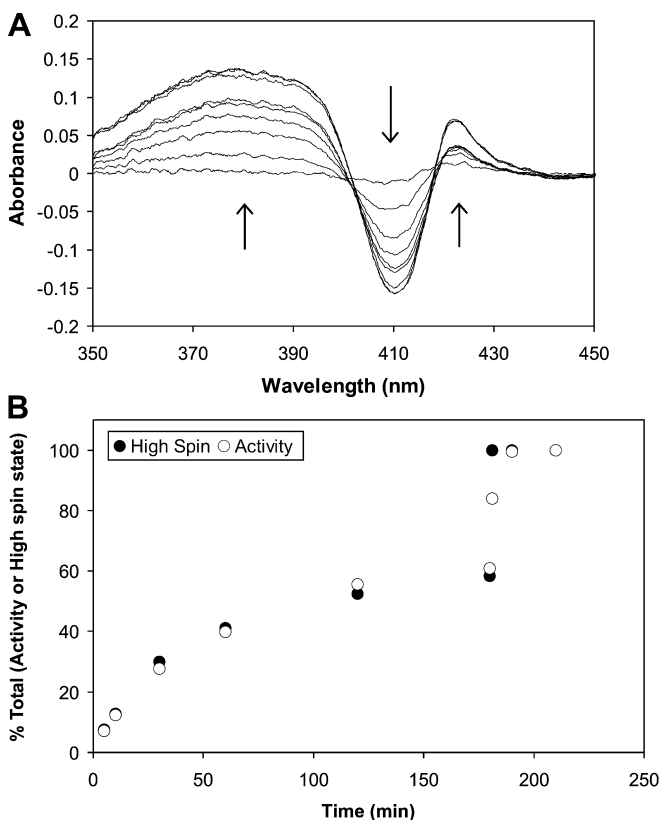 A
0.2
0.15
0.1
0.05
0
-0.05
-0.1
-0.15
-0.2
Aborbance
350 370 390 410 430 450
Wavelength (nm)
B
High Spin Activity
100
80
60
40
20
0
% Total (Activity or High spin state)
0 50 100 150 200 250
Time (min)